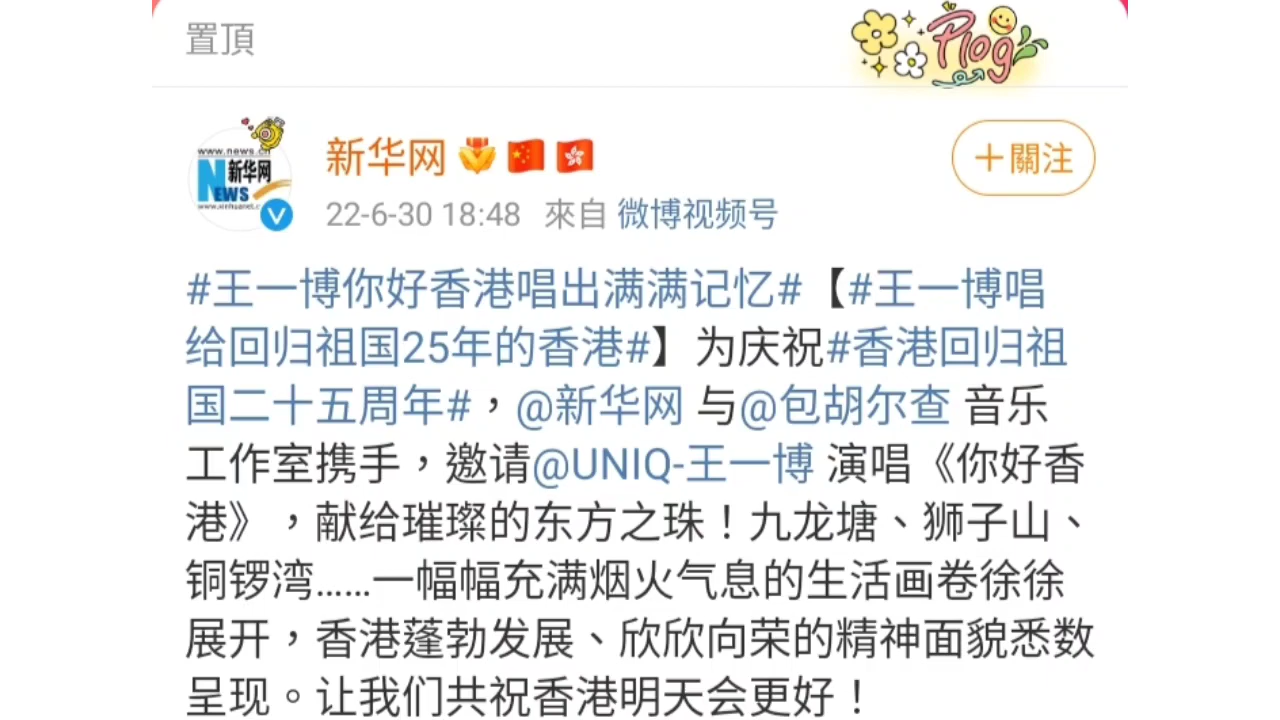 置頂
Plog
www.news.cn
新华网
NEWS
新华网
+關注
22-6-30 18:48 來自 微博视频号
#王一博你好香港唱出满满记忆#【#王一博唱
给回归祖国25年的香港#】为庆祝#香港回归祖
国二十五周年#，@新华网 与@包胡尔查 音乐
工作室携手，邀请@UNIQ-王一博 演唱《你好香
港》，献给璀璨的东方之珠！九龙塘、狮子山、
铜锣湾……一幅幅充满烟火气息的生活画卷徐徐
展开，香港蓬勃发展、欣欣向荣的精神面貌悉数
呈现。让我们共祝香港明天会更好！